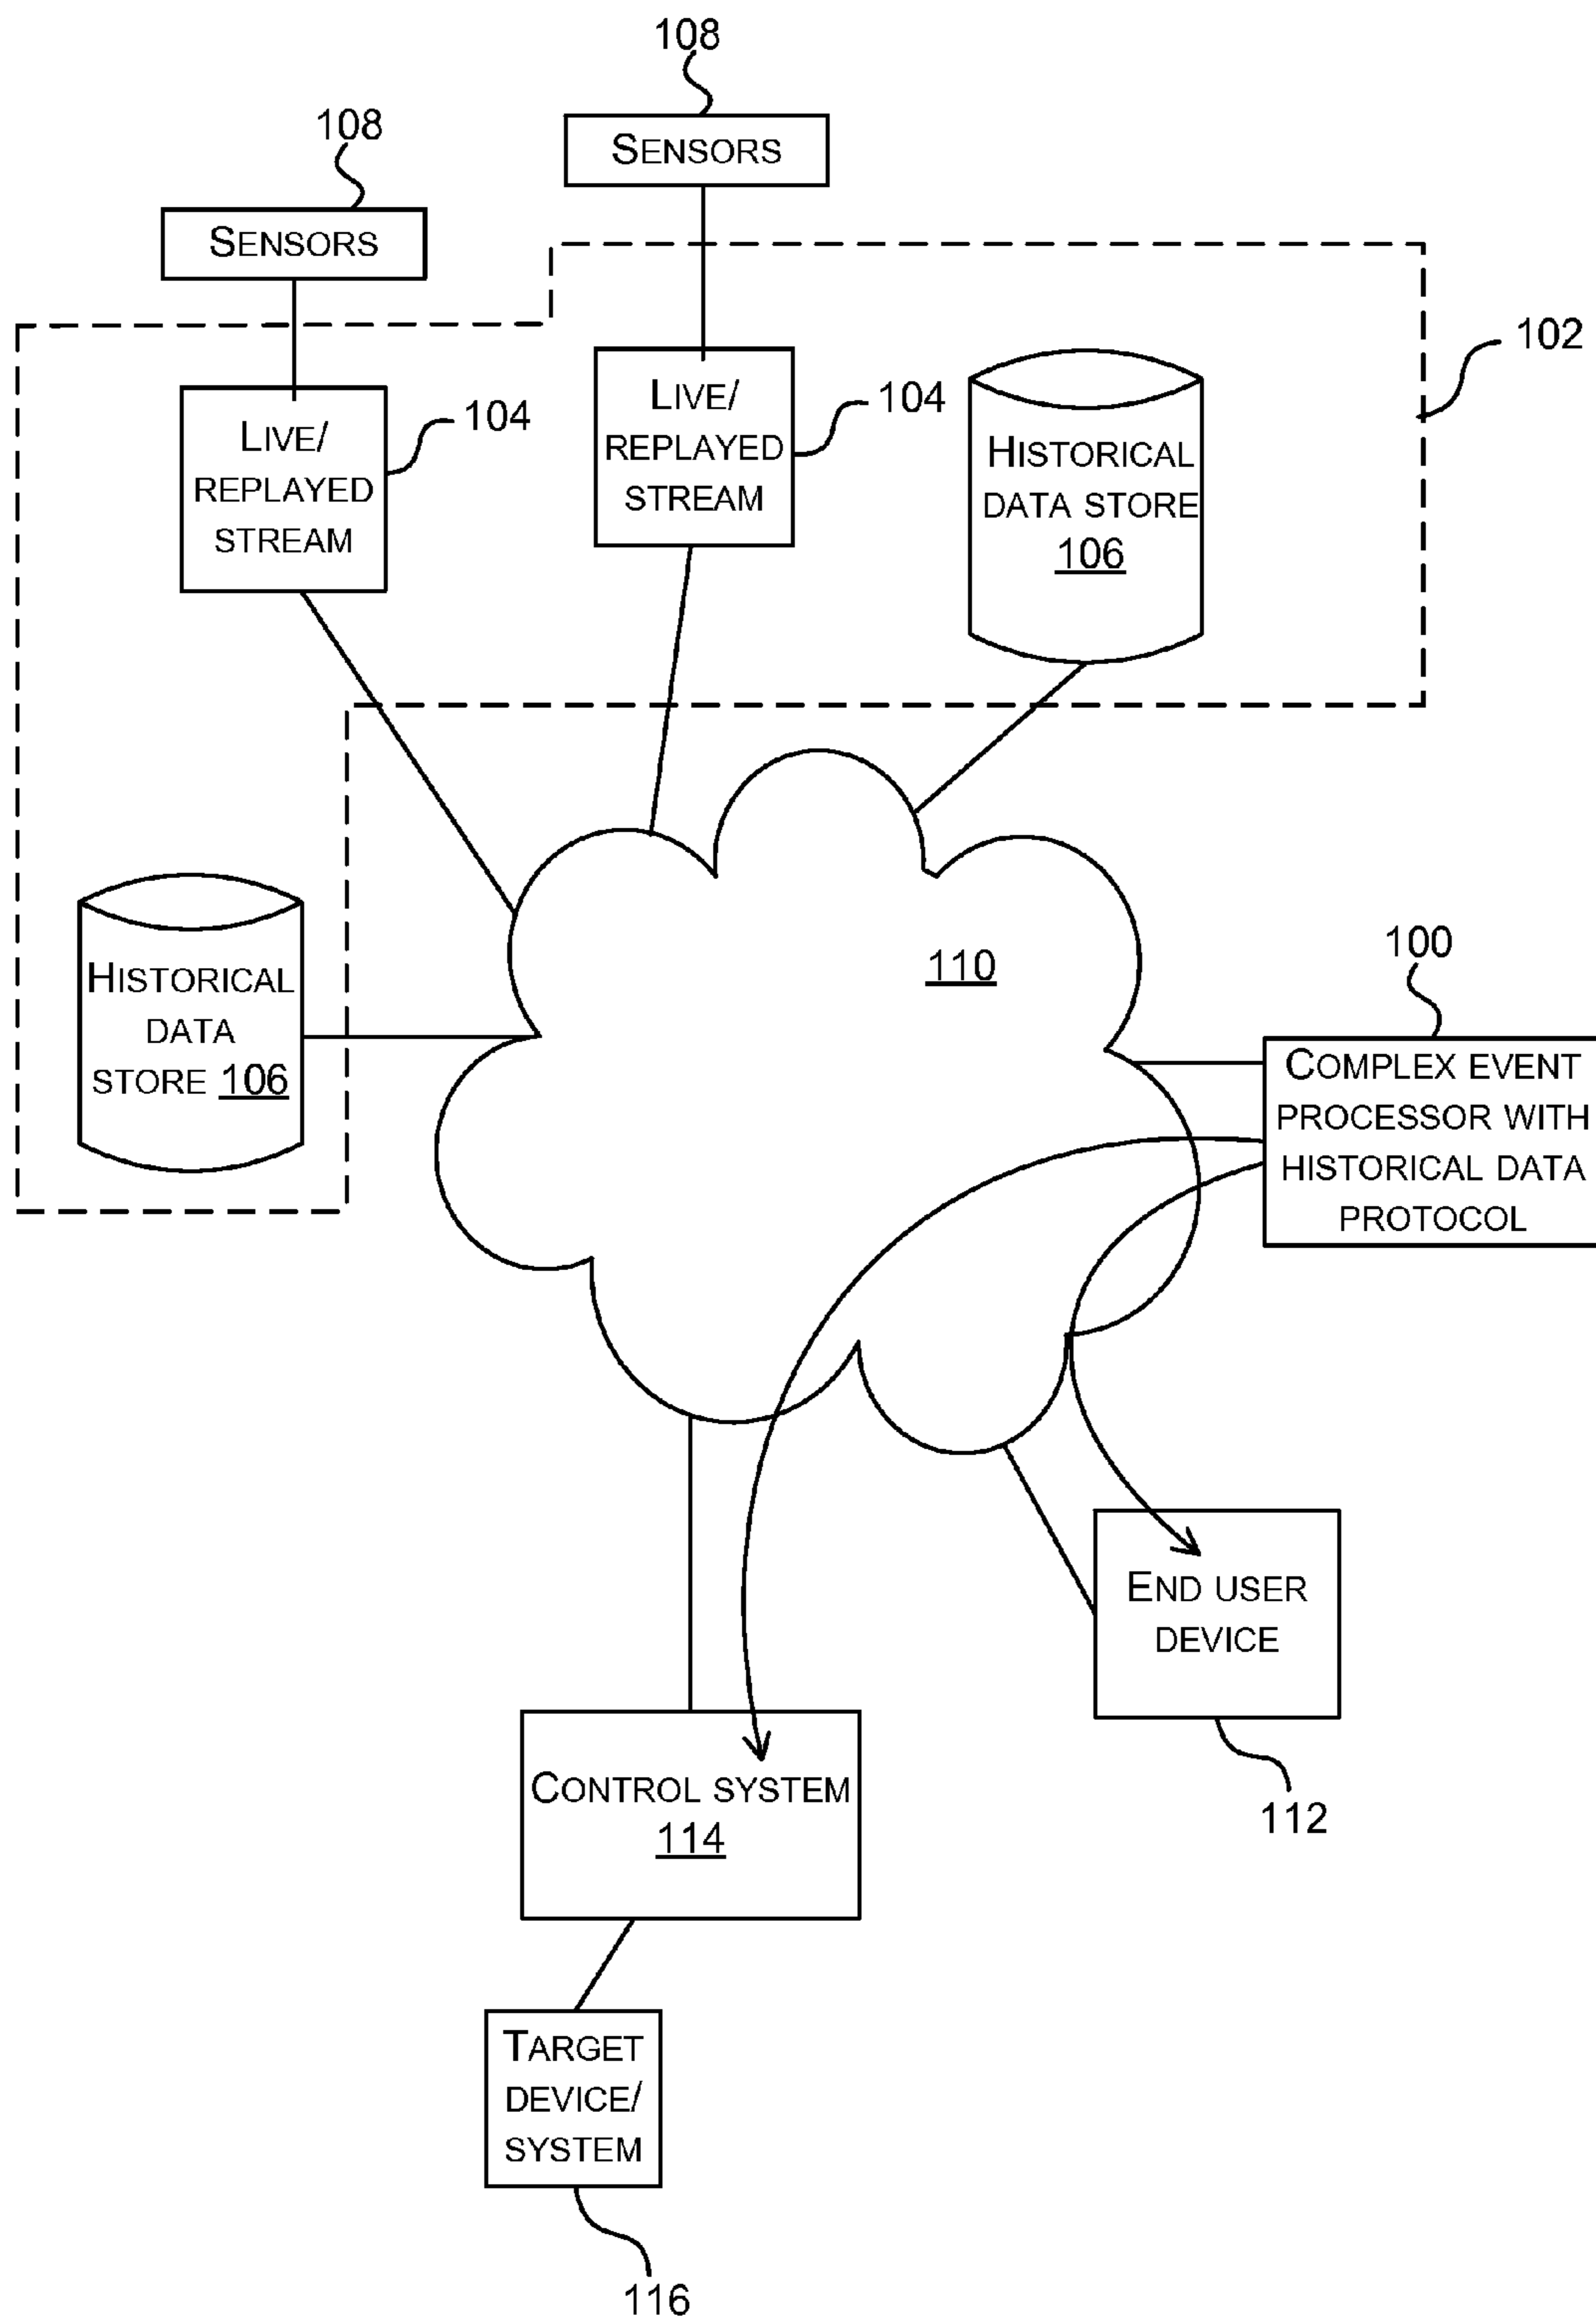 108
108
SENSORS
SENSORS
102
LIVE/
REPLAYED
STREAM
104
LIVE/
REPLAYED
STREAM
104
HISTORICAL
DATA STORE
106
110
100
HISTORICAL
DATA
STORE 106
COMPLEX EVENT
PROCESSOR WITH
HISTORICAL DATA
PROTOCOL
END USER
DEVICE
112
CONTROL SYSTEM
114
TARGET
DEVICE/
SYSTEM
116